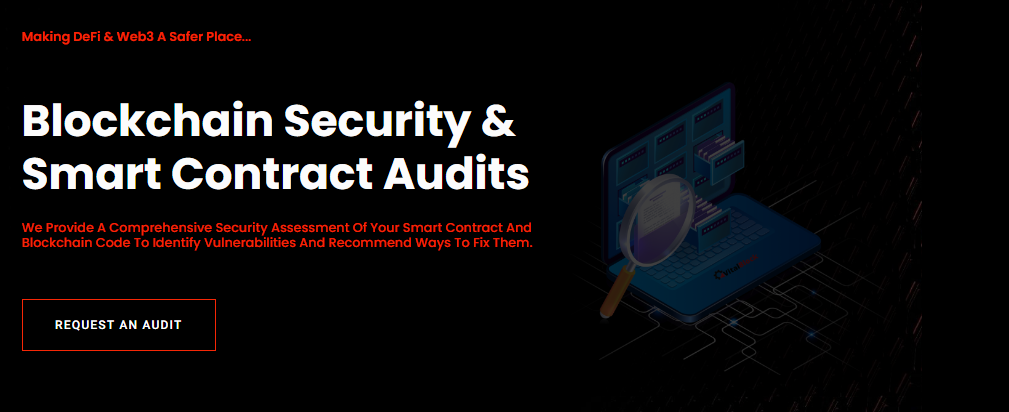 Making DeFi & Web3 A Safer Place...
Blockchain Security &
Smart Contract Audits
We Provide A Comprehensive Security Assessment Of Your Smart Contract And
Blockchain Code To Identify Vulnerabilities And Recommend Ways To Fix Them.
REQUEST AN AUDIT